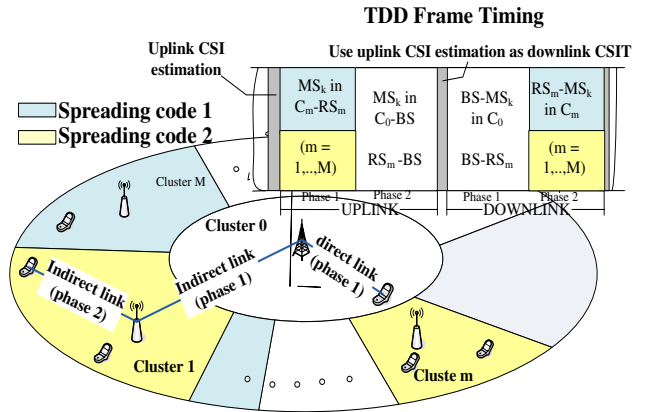 TDD Frame Timing
Uplink CSI
estimation
Use uplink CSI estimation as downlink CSIT
MSk in
Cm-RSm
MSk in
C0-BS
BS-MSk
in C0
RSm-MSk
in Cm
(m =
1,..,M)
RSm -BS
BS-RSm
(m =
1,..,M)
Phase 1
Phase 2
Phase 1
Phase 2
UPLINK
DOWNLINK
Spreading code 1
Spreading code 2
Cluster M
Cluster 0
direct link
(phase 1)
Indirect link
(phase 1)
Indirect link
(phase 2)
Cluster 1
Cluste m